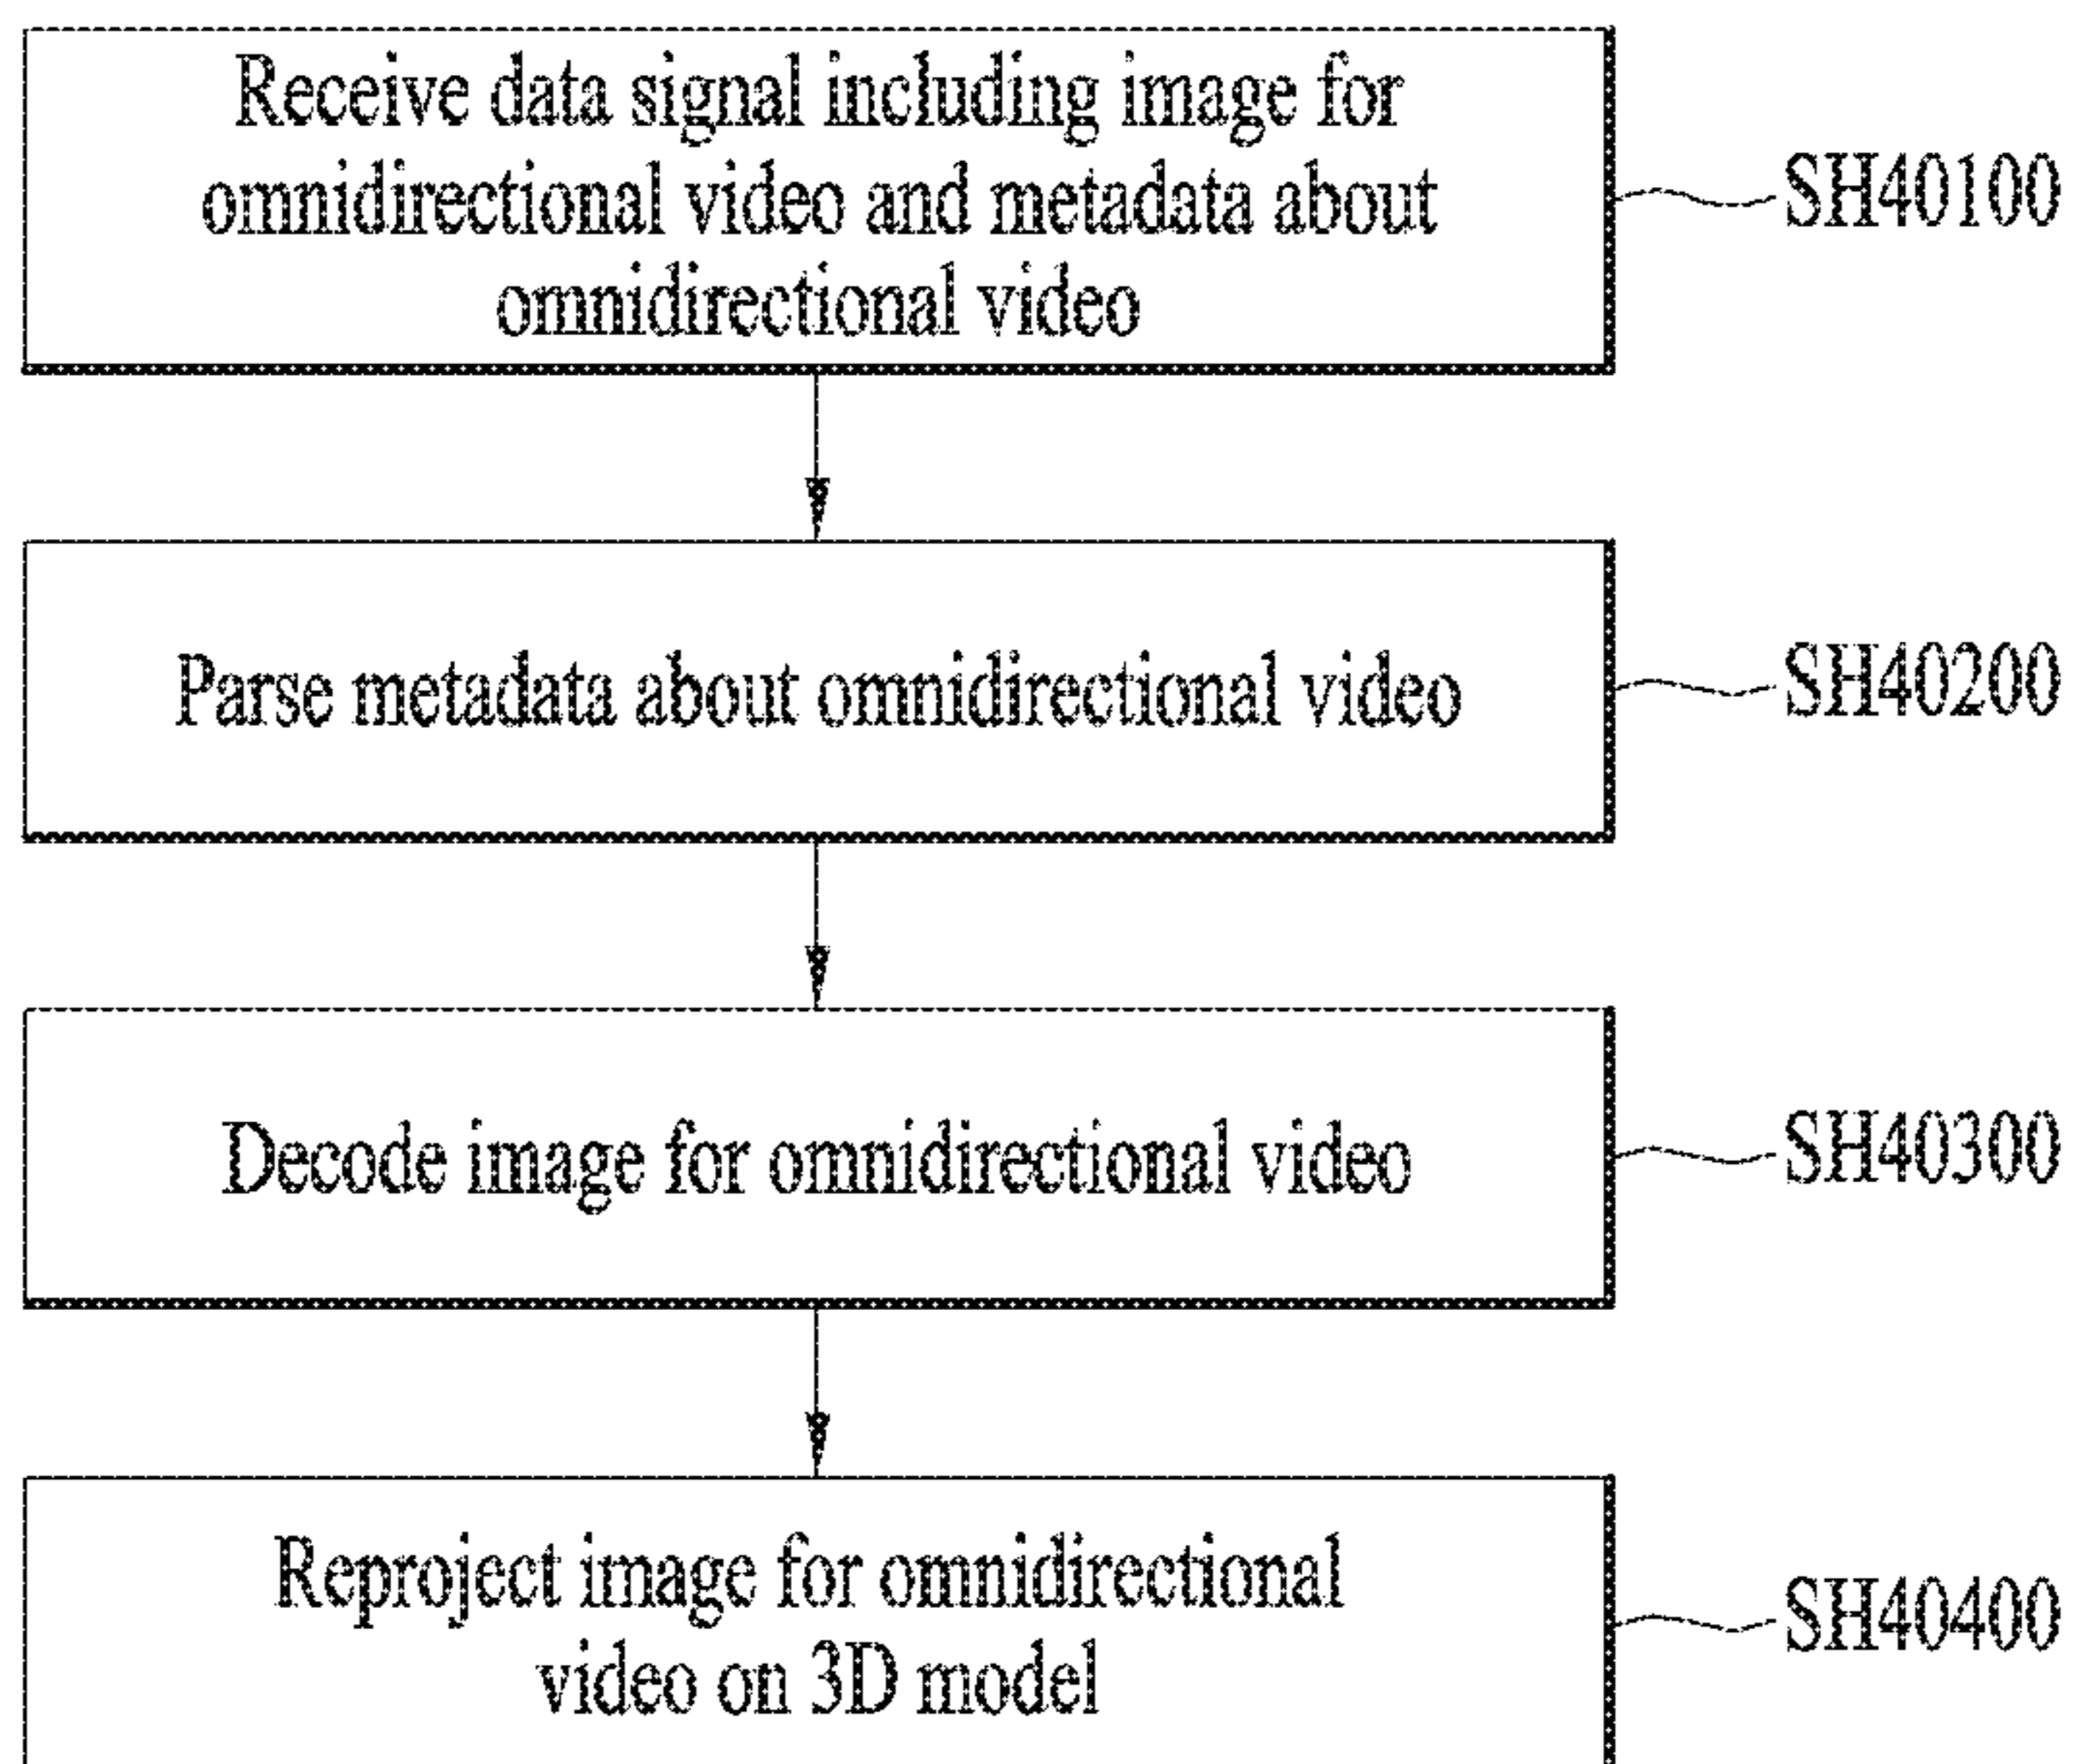 Receive data signal including image for
omnidirectional video and metadata about
omnidirectional video
SH40100
Parse metadata about omnidirectional video
SH40200
Decode image for omnidirectional video
SH40300
Reproject image for omnidirectional
video on 3D model
SH40400